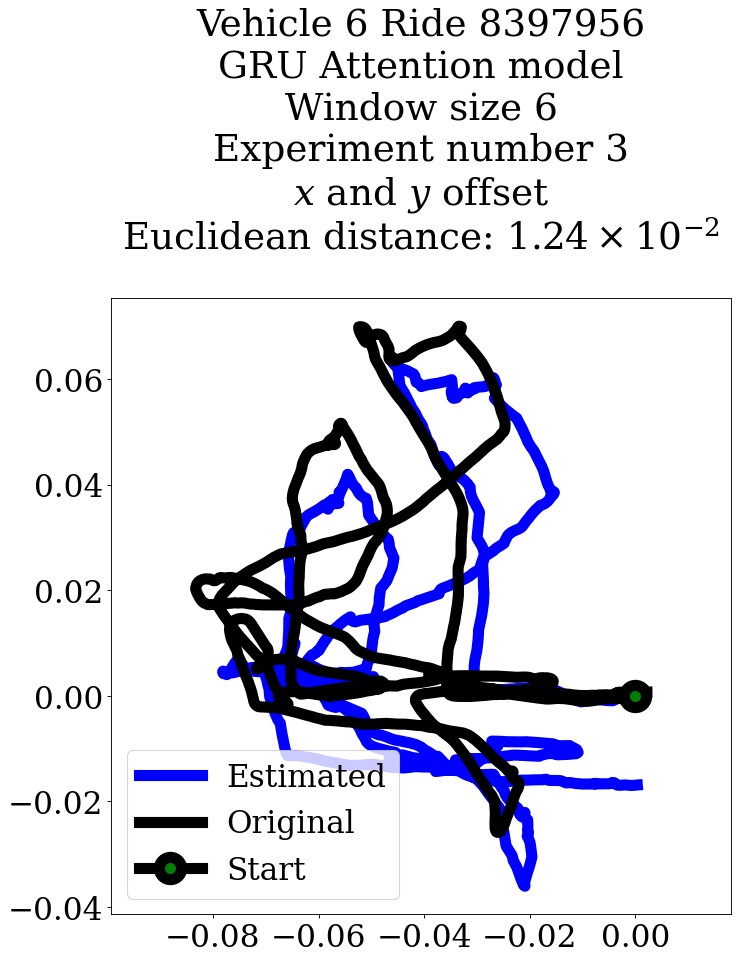 Vehicle 6 Ride 8397956
GRU Attention model
Window size 6
Experiment number 3
x and y offset
Euclidean distance: 1.24 × 10⁻²
0.06
0.04
0.02
0.00
−0.02
−0.04
Estimated
Original
Start
−0.08 −0.06 −0.04 −0.02 0.00